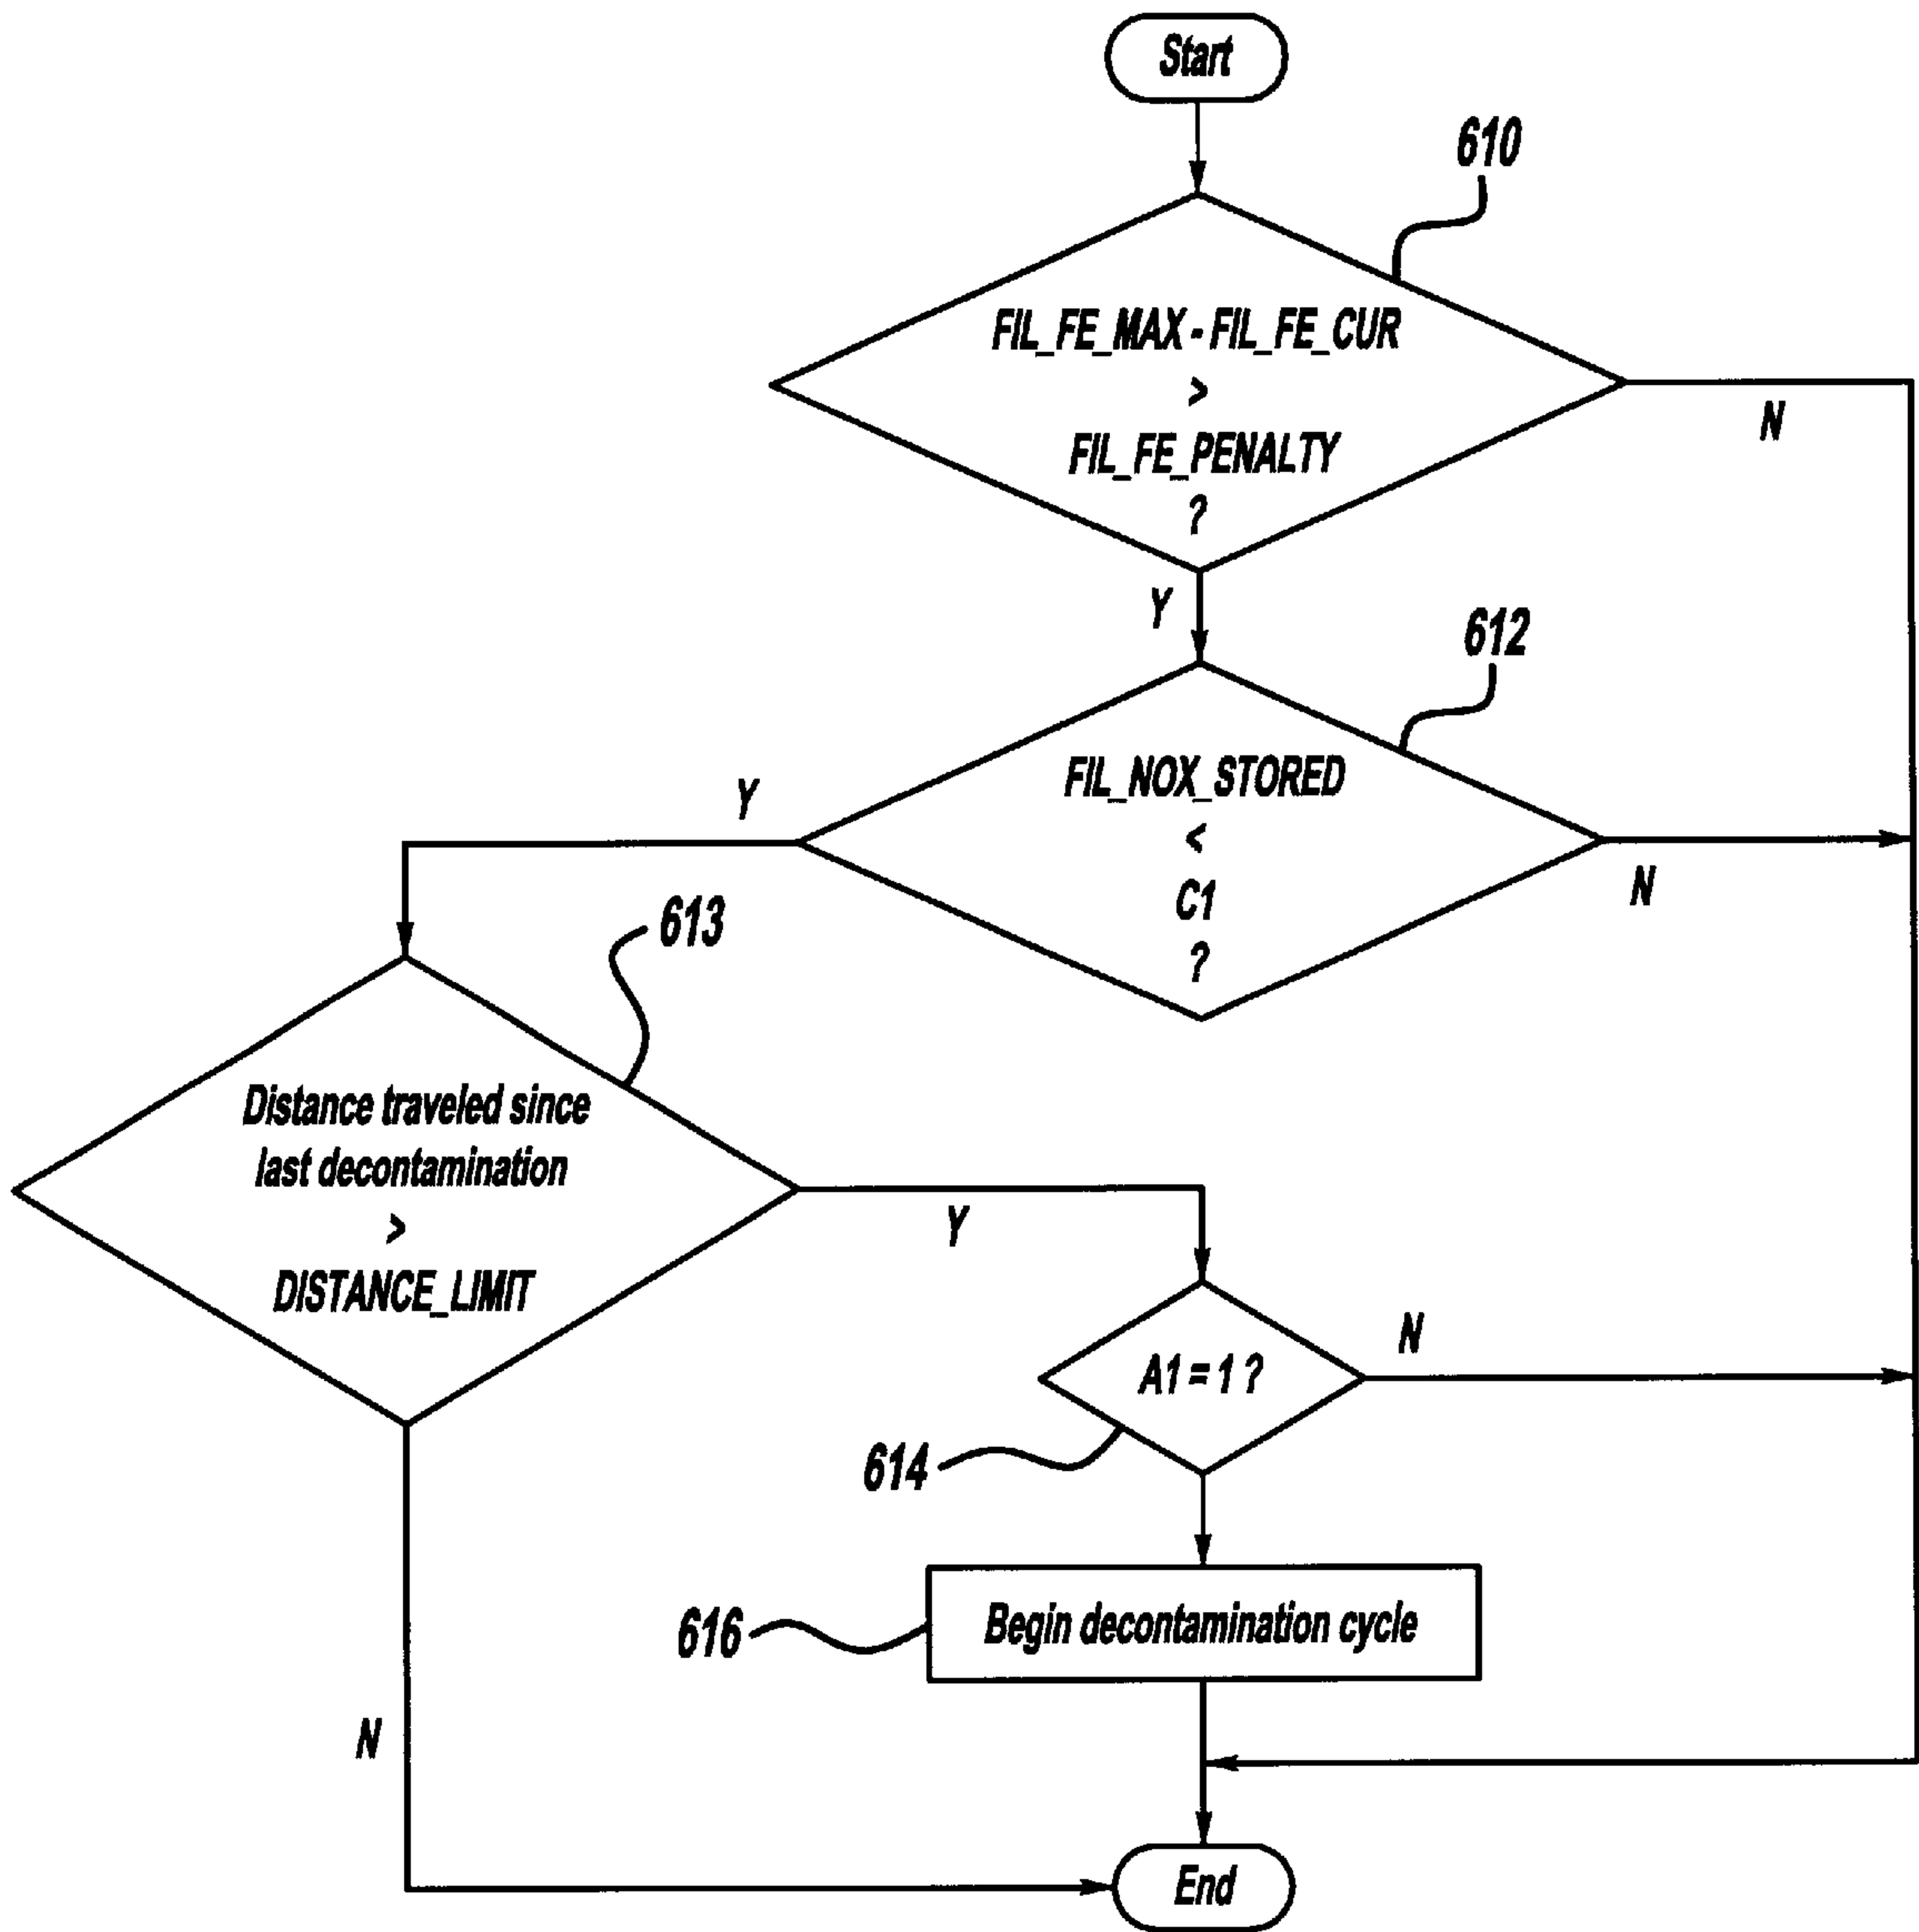 Start
610
FIL_FE_MAX - FIL_FE_CUR
>
FIL_FE_PENALTY
?
N
Y
612
FIL_NOX_STORED
<
C1
?
Y
N
613
Distance traveled since
last decontamination
>
DISTANCE_LIMIT
Y
N
A1 = 1 ?
N
614
616
Begin decontamination cycle
End